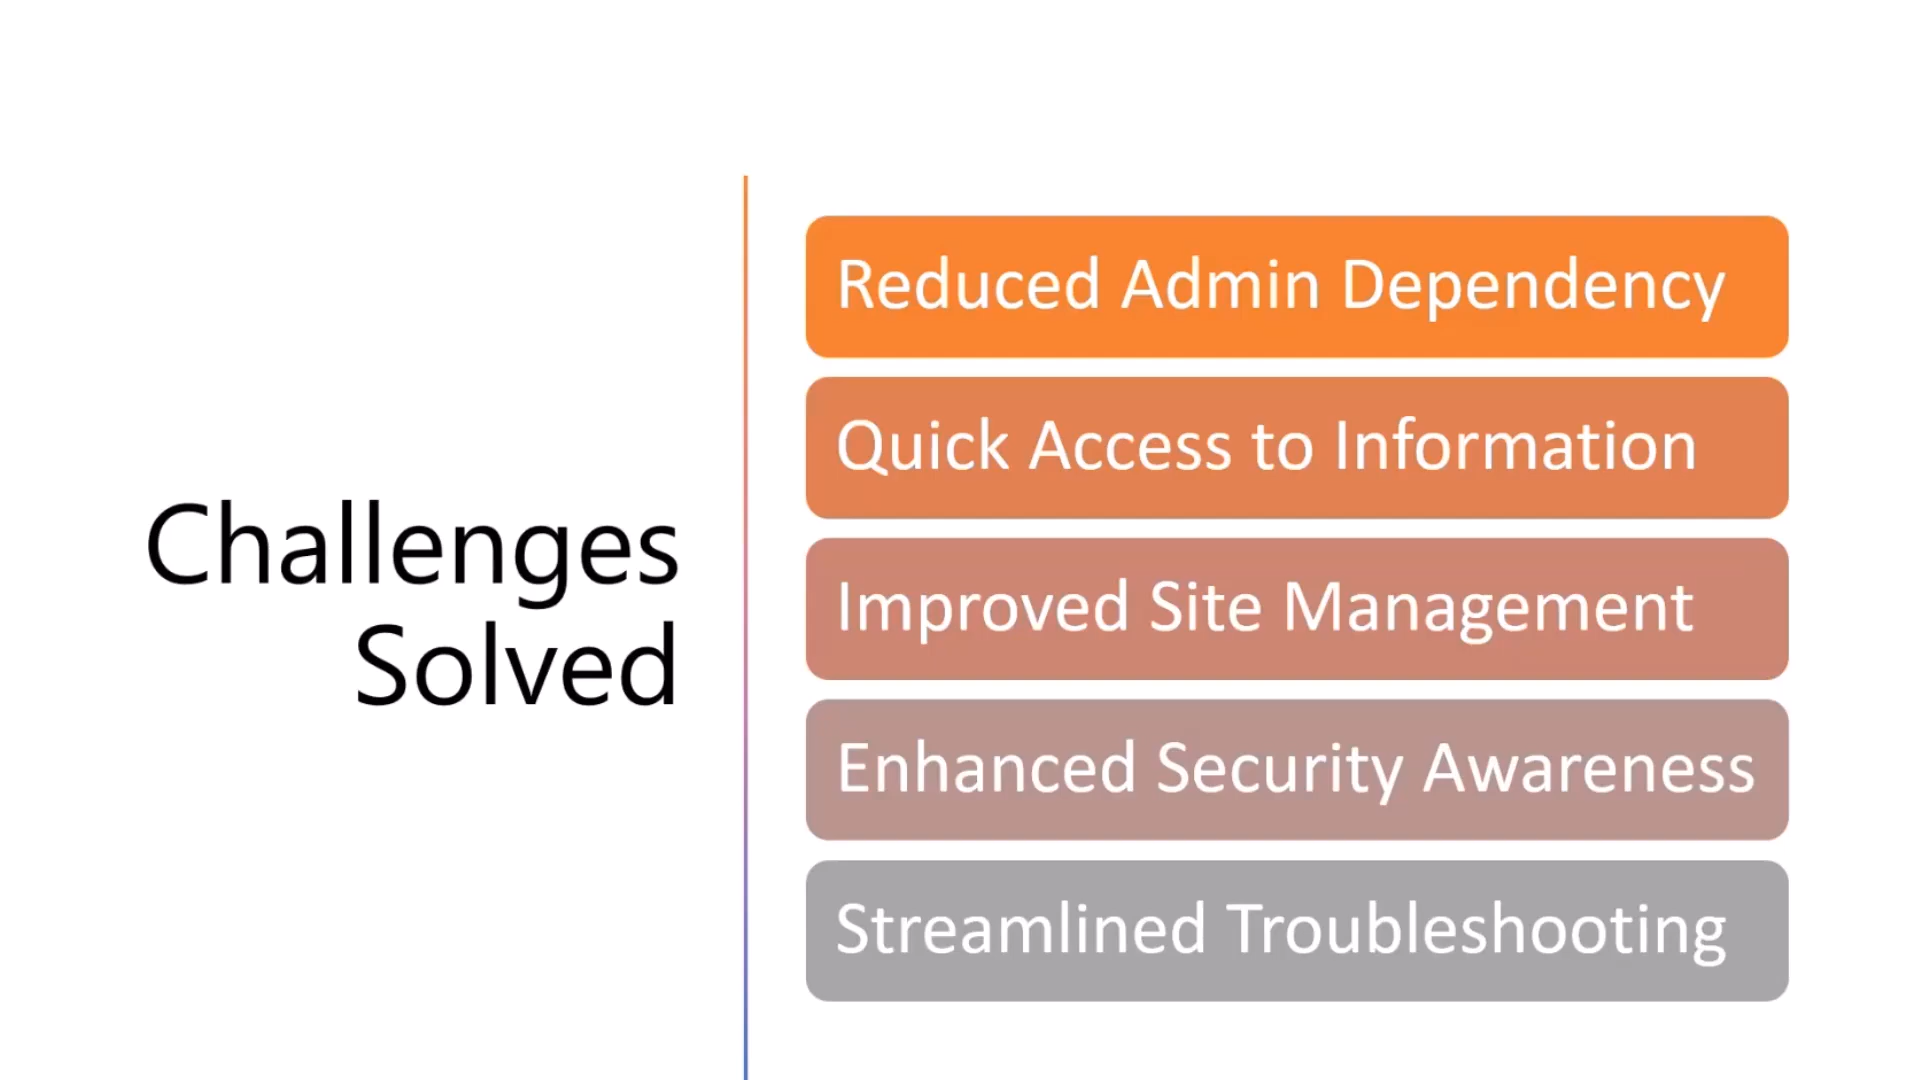 Challenges
Solved
Reduced Admin Dependency
Quick Access to Information
Improved Site Management
Enhanced Security Awareness
Streamlined Troubleshooting